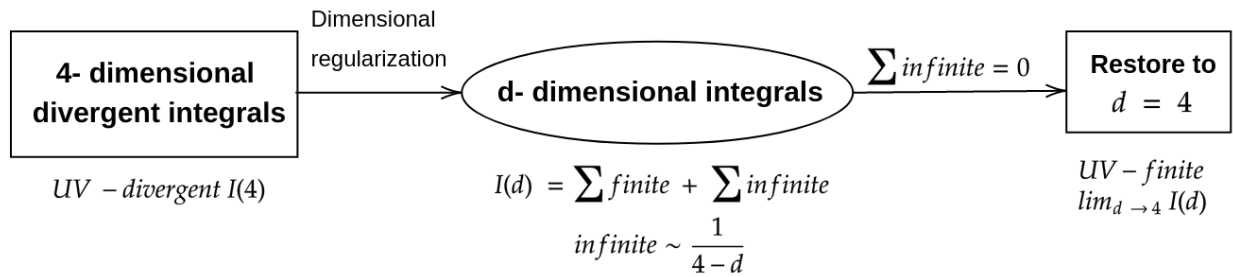 Dimensional
regularization
4- dimensional
divergent integrals
UV – divergent I(4)
d- dimensional integrals
I(d) = ∑ finite + ∑ infinite
infinite ~ 1/(4 – d)
∑ infinite = 0
Restore to
d = 4
UV – finite
lim_{d → 4} I(d)